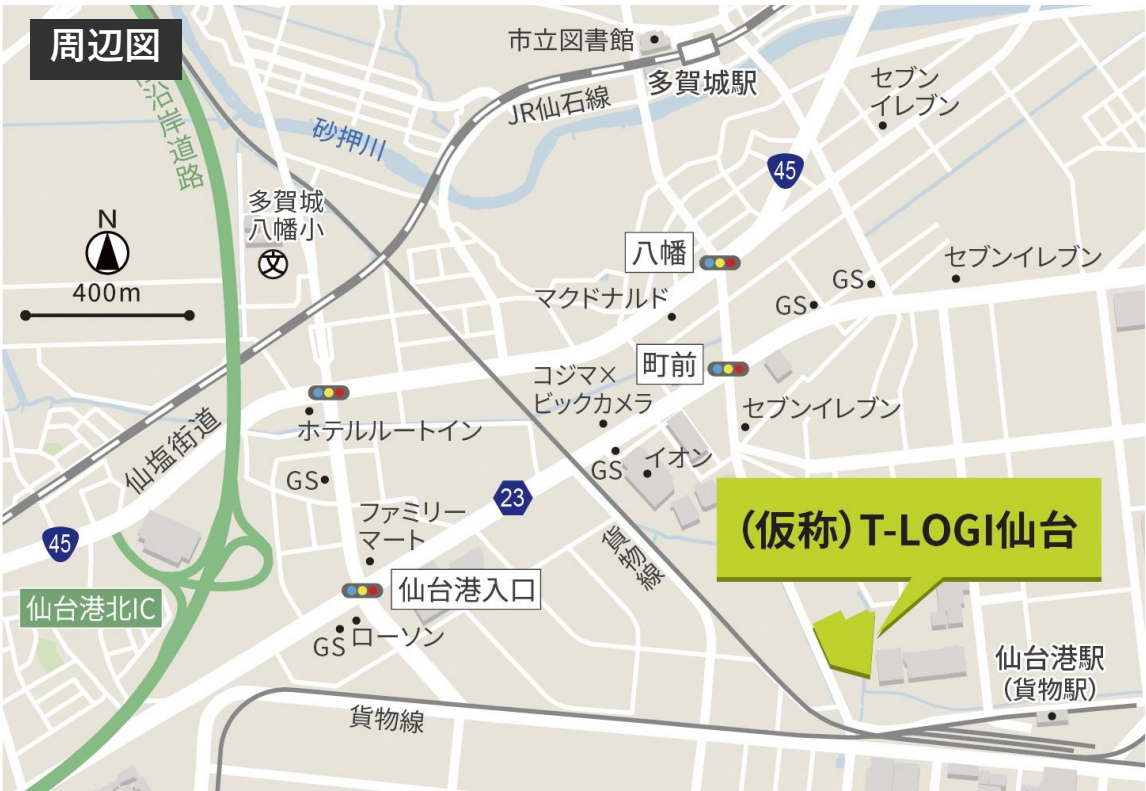 周辺図
沿岸道路
市立図書館
多賀城駅
JR仙石線
セブン
イレブン
砂押川
45
多賀城
八幡小
文
N
400m
八幡
セブンイレブン
GS
GS
マクドナルド
町前
コジマ×
ビックカメラ
セブンイレブン
ホテルルートイン
仙塩街道
GS
イオン
GS
23
ファミリー
マート
貨物線
(仮称)T-LOGI仙台
45
仙台港入口
仙台港北IC
GS
ローソン
仙台港駅
(貨物駅)
貨物線